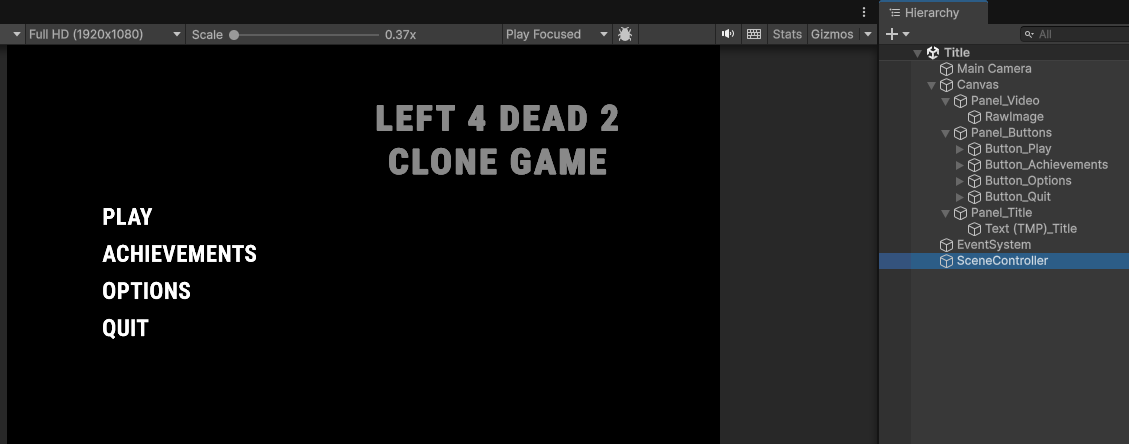 Hierarchy
Full HD (1920x1080) Scale 0.37x Play Focused Stats Gizmos
All
Title
Main Camera
Canvas
Panel_Video
RawImage
Panel_Buttons
Button_Play
Button_Achievements
Button_Options
Button_Quit
Panel_Title
Text (TMP)_Title
EventSystem
SceneController
LEFT 4 DEAD 2
CLONE GAME
PLAY
ACHIEVEMENTS
OPTIONS
QUIT